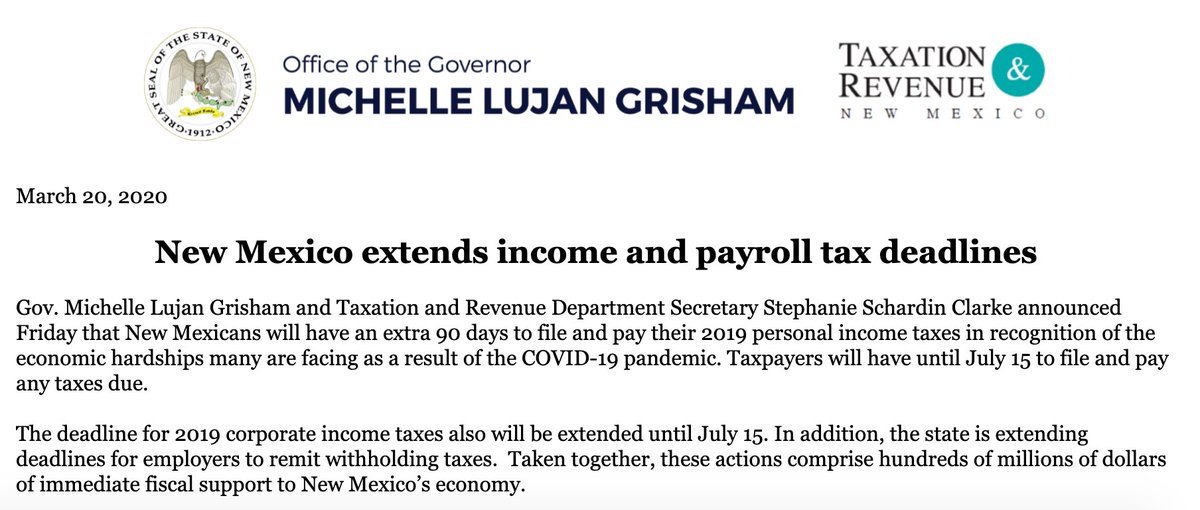 GREAT SEAL OF THE STATE OF NEW MEXICO
·1912·
Office of the Governor
MICHELLE LUJAN GRISHAM
TAXATION
&
REVENUE
NEW MEXICO
March 20, 2020
New Mexico extends income and payroll tax deadlines
Gov. Michelle Lujan Grisham and Taxation and Revenue Department Secretary Stephanie Schardin Clarke announced
Friday that New Mexicans will have an extra 90 days to file and pay their 2019 personal income taxes in recognition of the
economic hardships many are facing as a result of the COVID-19 pandemic. Taxpayers will have until July 15 to file and pay
any taxes due.
The deadline for 2019 corporate income taxes also will be extended until July 15. In addition, the state is extending
deadlines for employers to remit withholding taxes.  Taken together, these actions comprise hundreds of millions of dollars
of immediate fiscal support to New Mexico’s economy.